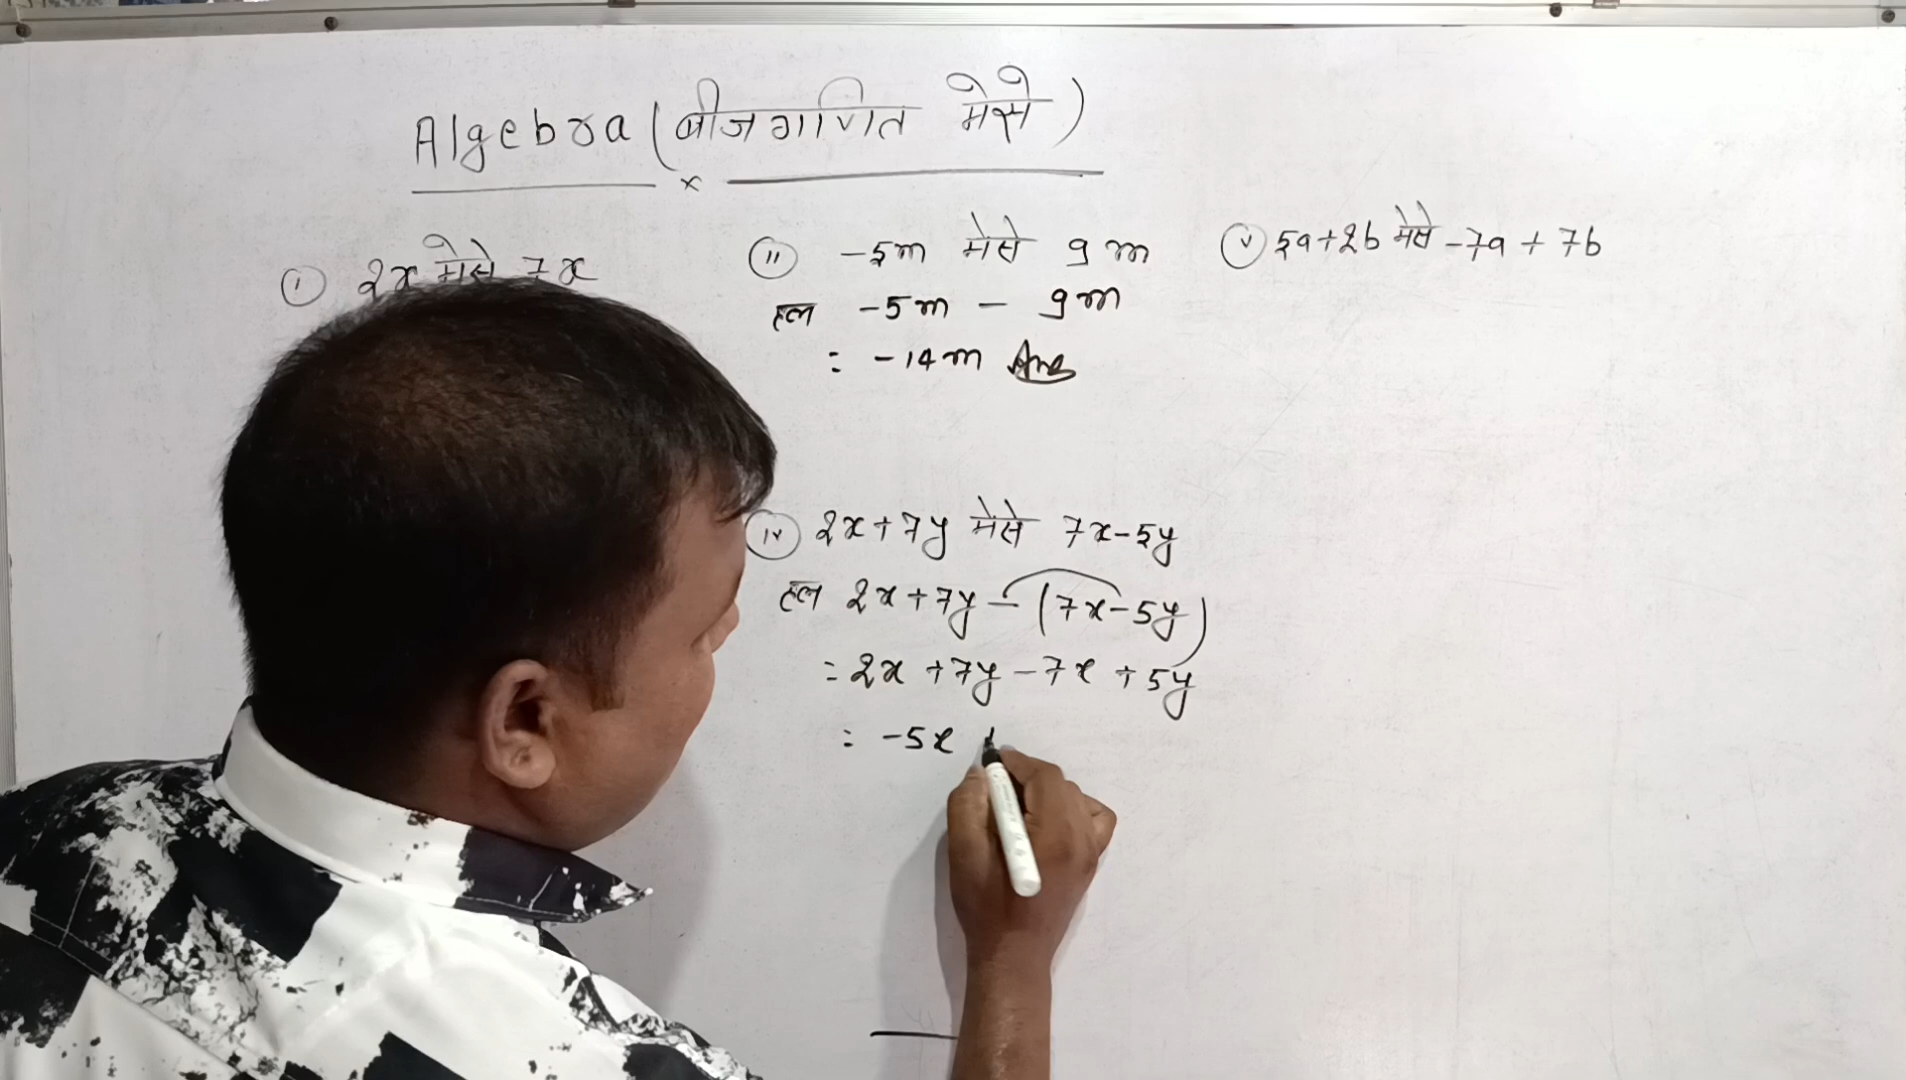 Algebra (बीजगणित मेसे)
x
(i) 2x मेसे 7x
(ii) -5m मेसे 9m
हल -5m - 9m
= -14m Ans
(iv) 2x+7y मेसे 7x-5y
हल 2x+7y - (7x-5y)
= 2x +7y -7x +5y
= -5x
(v) 5a+2b मेसे -7a + 7b